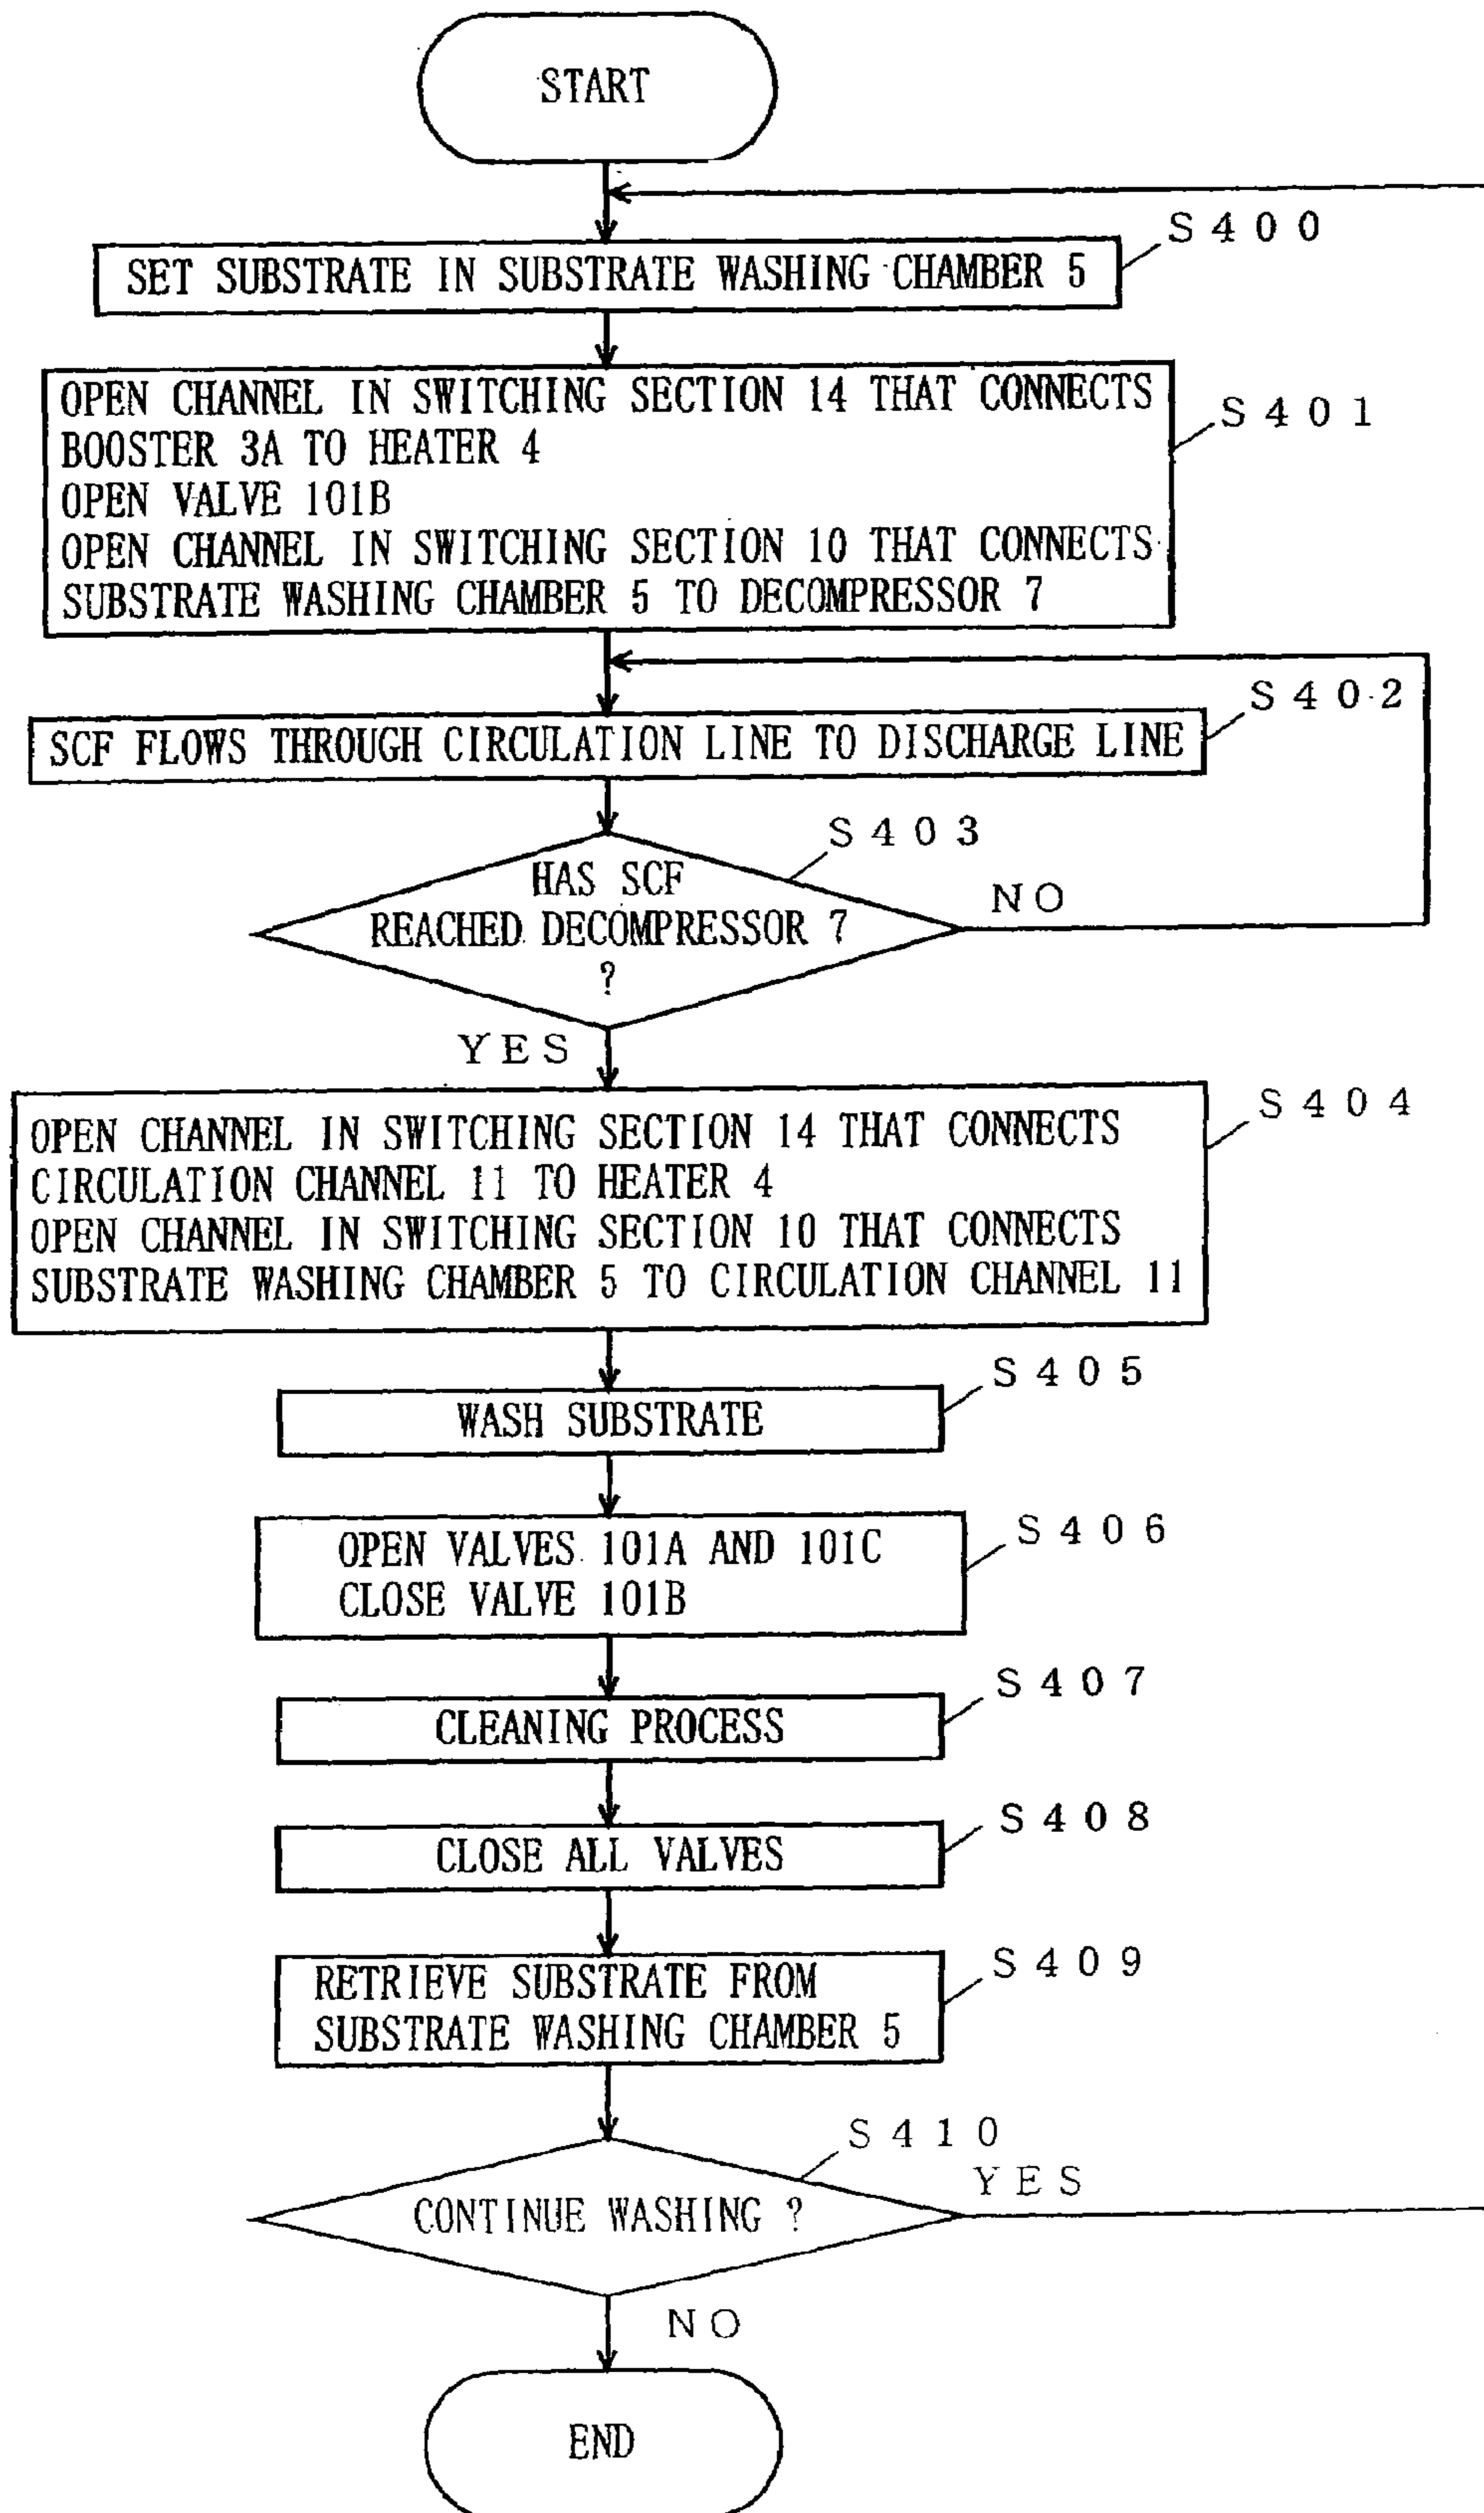 START
S400
SET SUBSTRATE IN SUBSTRATE WASHING CHAMBER 5
OPEN CHANNEL IN SWITCHING SECTION 14 THAT CONNECTS
BOOSTER 3A TO HEATER 4
OPEN VALVE 101B
OPEN CHANNEL IN SWITCHING SECTION 10 THAT CONNECTS
SUBSTRATE WASHING CHAMBER 5 TO DECOMPRESSOR 7
S401
S402
SCF FLOWS THROUGH CIRCULATION LINE TO DISCHARGE LINE
S403
HAS SCF
REACHED DECOMPRESSOR 7
?
NO
YES
S404
OPEN CHANNEL IN SWITCHING SECTION 14 THAT CONNECTS
CIRCULATION CHANNEL 11 TO HEATER 4
OPEN CHANNEL IN SWITCHING SECTION 10 THAT CONNECTS
SUBSTRATE WASHING CHAMBER 5 TO CIRCULATION CHANNEL 11
S405
WASH SUBSTRATE
S406
OPEN VALVES 101A AND 101C
CLOSE VALVE 101B
S407
CLEANING PROCESS
S408
CLOSE ALL VALVES
S409
RETRIEVE SUBSTRATE FROM
SUBSTRATE WASHING CHAMBER 5
S410
YES
CONTINUE WASHING ?
NO
END